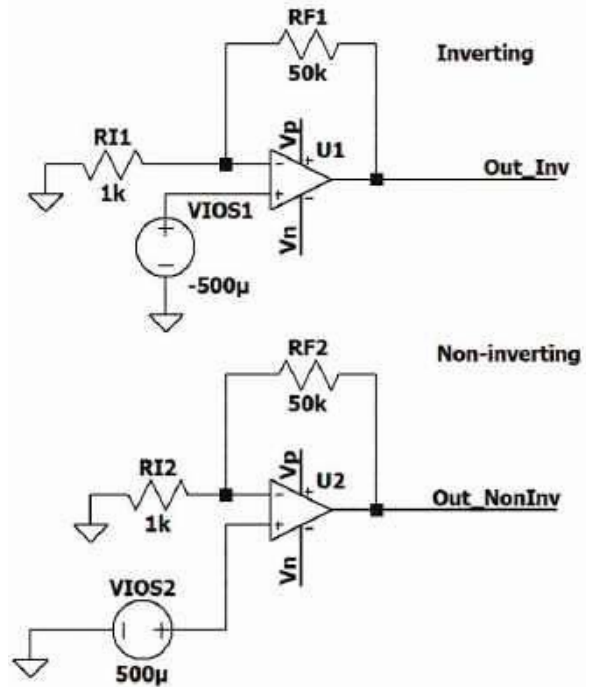 RF1
50k
Inverting
RI1
1k
Vp
U1
-
+
+
-
Out_Inv
VIOS1
Vn
+
-500µ
RF2
50k
Non-inverting
RI2
1k
Vp
U2
-
+
+
-
Out_NonInv
Vn
VIOS2
+
500µ